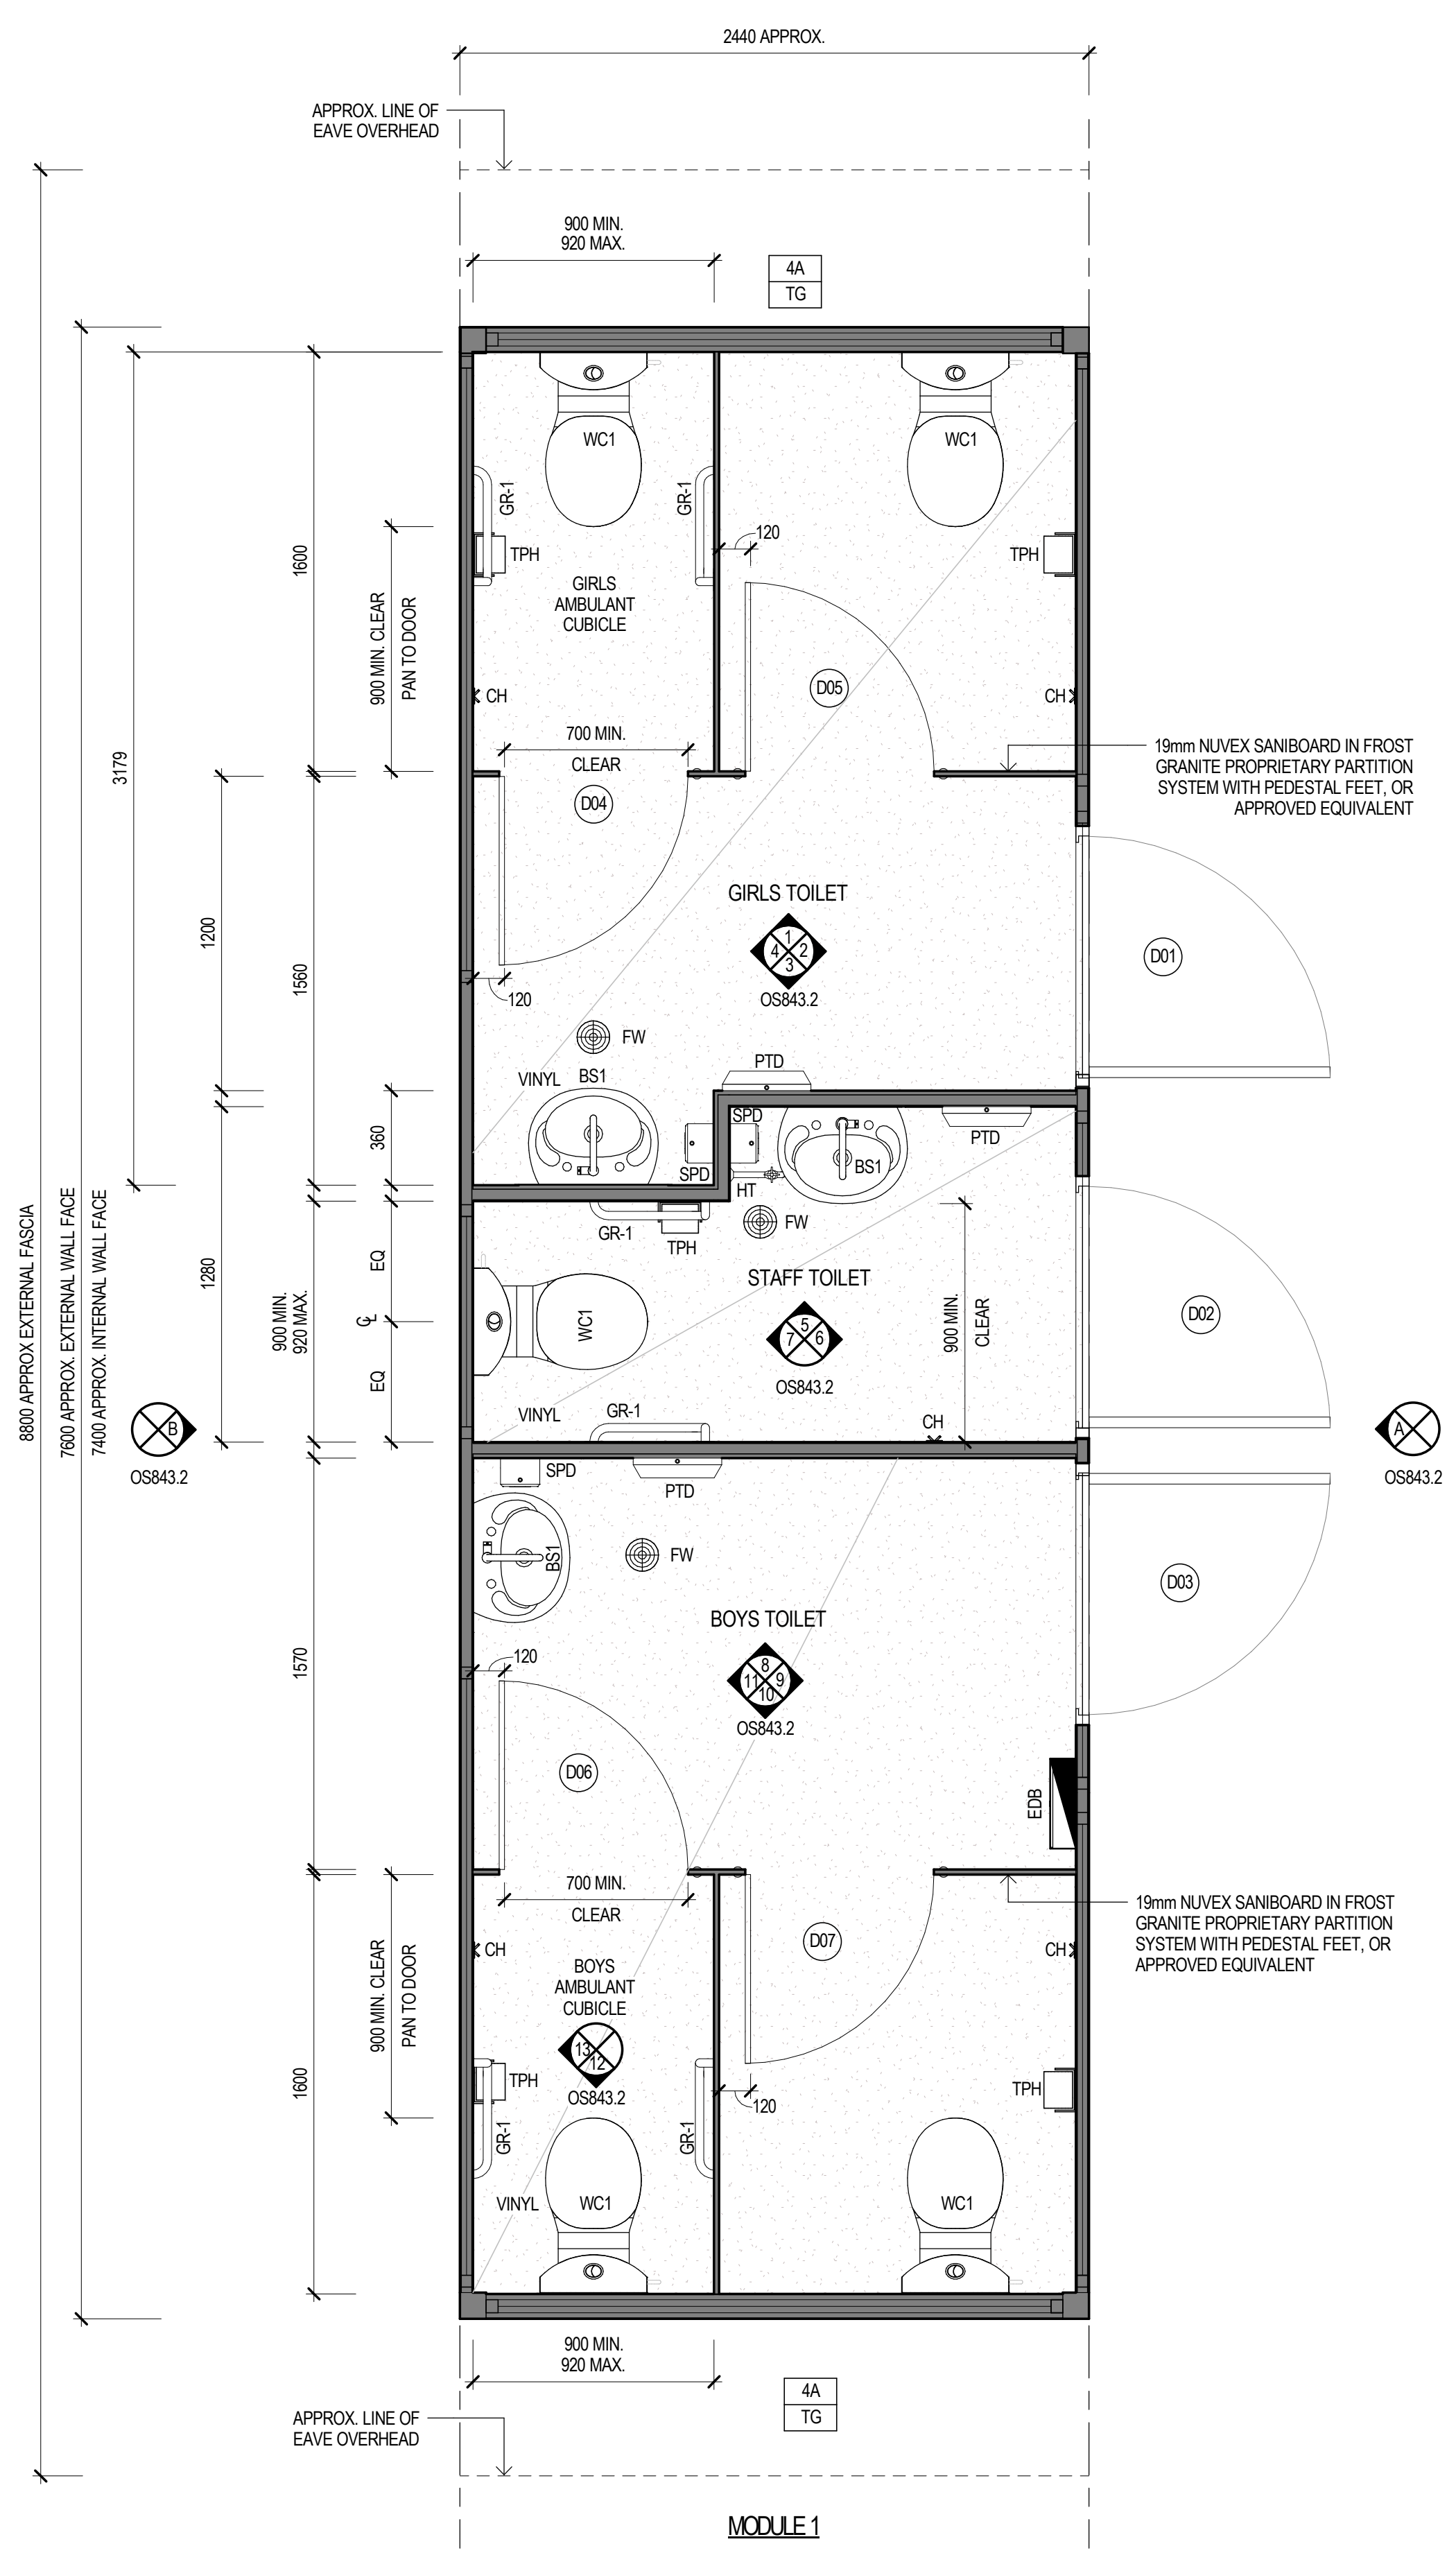 2440 APPROX.
APPROX. LINE OF
EAVE OVERHEAD
900 MIN.
920 MAX.
4A
TG
WC1
WC1
GR-1
GR-1
120
TPH
TPH
1600
GIRLS
AMBULANT
CUBICLE
900 MIN. CLEAR
PAN TO DOOR
D05
CH
CH
700 MIN.
CLEAR
3179
D04
19mm NUVEX SANIBOARD IN FROST
GRANITE PROPRIETARY PARTITION
SYSTEM WITH PEDESTAL FEET, OR
APPROVED EQUIVALENT
GIRLS TOILET
1
4 2
3
OS843.2
D01
1200
1560
120
FW
VINYL
BS1
PTD
SPD
360
BS1
PTD
SPD
HT
GR-1
TPH
FW
8800 APPROX EXTERNAL FASCIA
7600 APPROX. EXTERNAL WALL FACE
7400 APPROX. INTERNAL WALL FACE
1280
900 MIN.
920 MAX.
EQ
CL
EQ
STAFF TOILET
5
7 6
OS843.2
WC1
900 MIN.
CLEAR
D02
VINYL
GR-1
CH
B
OS843.2
A
OS843.2
SPD
PTD
BS1
FW
D03
BOYS TOILET
8
11 9
10
OS843.2
1570
120
D06
EDB
700 MIN.
CLEAR
19mm NUVEX SANIBOARD IN FROST
GRANITE PROPRIETARY PARTITION
SYSTEM WITH PEDESTAL FEET, OR
APPROVED EQUIVALENT
D07
CH
CH
900 MIN. CLEAR
PAN TO DOOR
BOYS
AMBULANT
CUBICLE
13
12
OS843.2
1600
TPH
TPH
120
GR-1
GR-1
VINYL
WC1
WC1
900 MIN.
920 MAX.
4A
TG
APPROX. LINE OF
EAVE OVERHEAD
MODULE 1